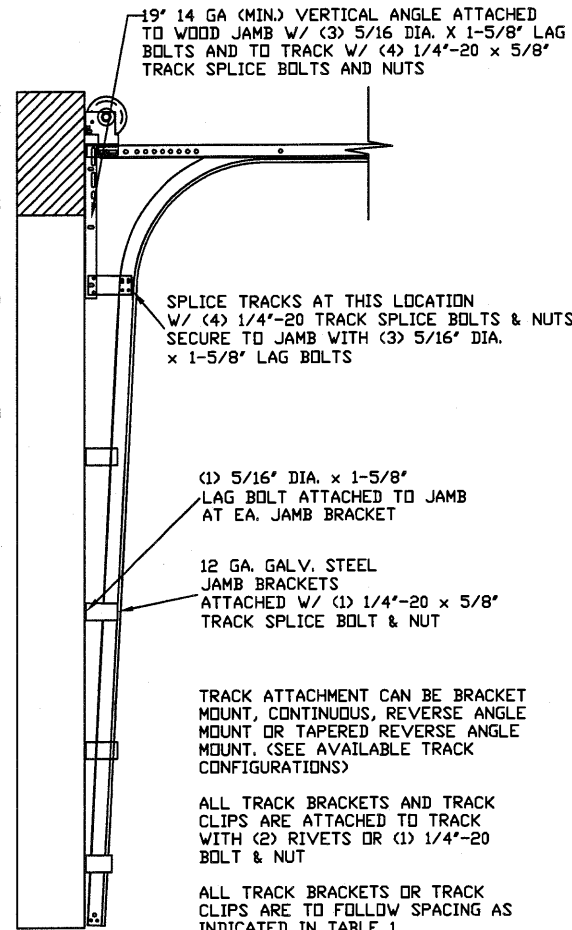 19" 14 GA (MIN.) VERTICAL ANGLE ATTACHED
TO WOOD JAMB W/ (3) 5/16 DIA. X 1-5/8" LAG
BOLTS AND TO TRACK W/ (4) 1/4"-20 x 5/8"
TRACK SPLICE BOLTS AND NUTS
SPLICE TRACKS AT THIS LOCATION
W/ (4) 1/4"-20 TRACK SPLICE BOLTS & NUTS
SECURE TO JAMB WITH (3) 5/16" DIA.
x 1-5/8" LAG BOLTS
(1) 5/16" DIA. x 1-5/8"
LAG BOLT ATTACHED TO JAMB
AT EA. JAMB BRACKET
12 GA. GALV. STEEL
JAMB BRACKETS
ATTACHED W/ (1) 1/4"-20 x 5/8"
TRACK SPLICE BOLT & NUT
TRACK ATTACHMENT CAN BE BRACKET
MOUNT, CONTINUOUS, REVERSE ANGLE
MOUNT OR TAPERED REVERSE ANGLE
MOUNT. (SEE AVAILABLE TRACK
CONFIGURATIONS)
ALL TRACK BRACKETS AND TRACK
CLIPS ARE ATTACHED TO TRACK
WITH (2) RIVETS OR (1) 1/4"-20
BOLT & NUT
ALL TRACK BRACKETS OR TRACK
CLIPS ARE TO FOLLOW SPACING AS
INDICATED IN TABLE 1